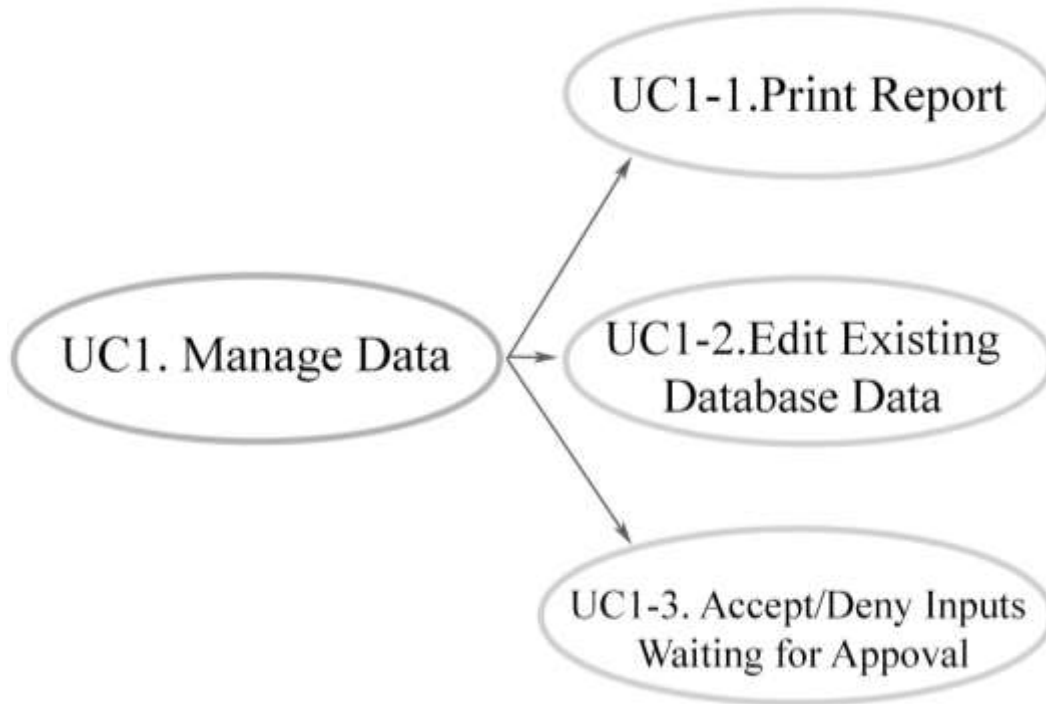 UC1-1.Print Report
UC1. Manage Data
UC1-2.Edit Existing
Database Data
UC1-3. Accept/Deny Inputs
Waiting for Appoval